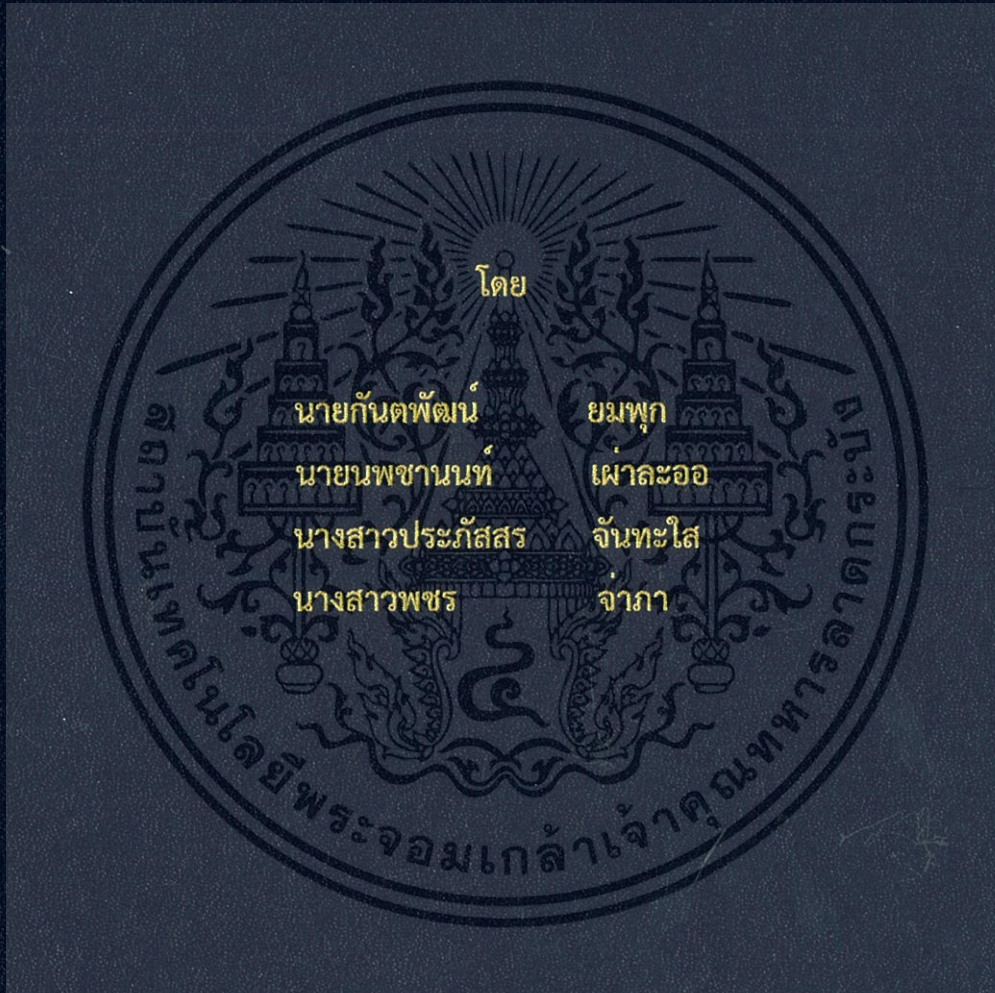 โดย
นายกันตพัฒน์ ยมพุก
นายนพชานนท์ เผ่าละออ
นางสาวประภัสสร จันทะใส
นางสาวพชร จ่าภา
๔
สถาบันเทคโนโลยีพระจอมเกล้าเจ้าคุณทหารลาดกระบัง